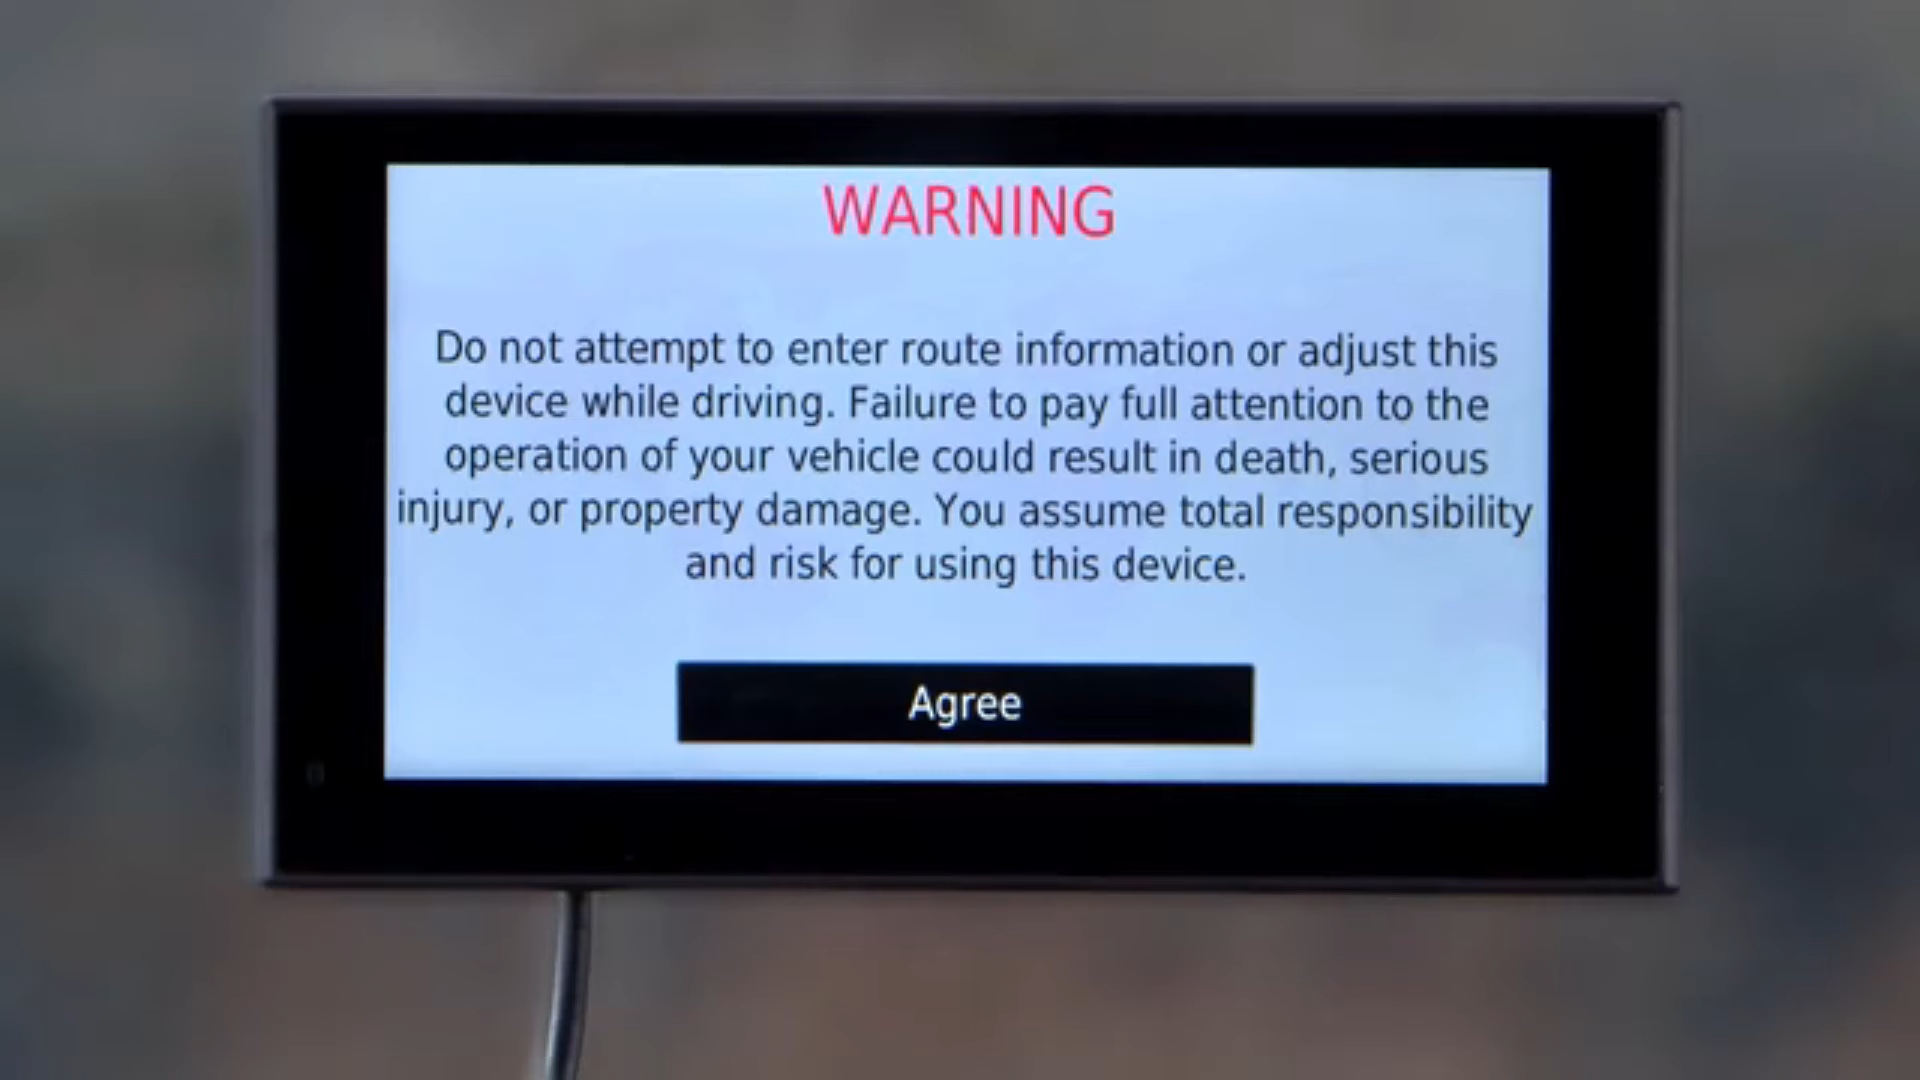 WARNING
Do not attempt to enter route information or adjust this
device while driving. Failure to pay full attention to the
operation of your vehicle could result in death, serious
injury, or property damage. You assume total responsibility
and risk for using this device.
Agree